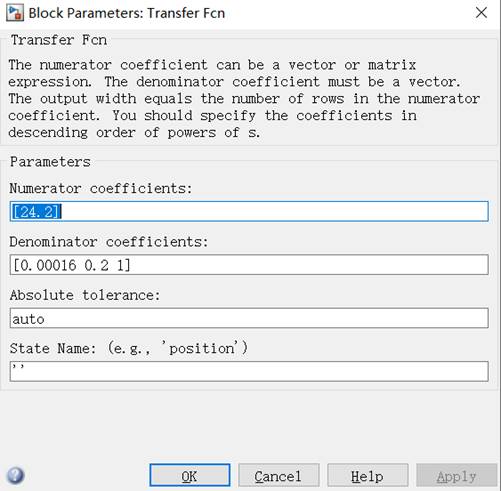 Block Parameters: Transfer Fcn
Transfer Fcn
The numerator coefficient can be a vector or matrix
expression. The denominator coefficient must be a vector.
The output width equals the number of rows in the numerator
coefficient. You should specify the coefficients in
descending order of powers of s.
Parameters
Numerator coefficients:
[24.2]
Denominator coefficients:
[0.00016 0.2 1]
Absolute tolerance:
auto
State Name: (e.g., 'position')
''
OK Cancel Help Apply